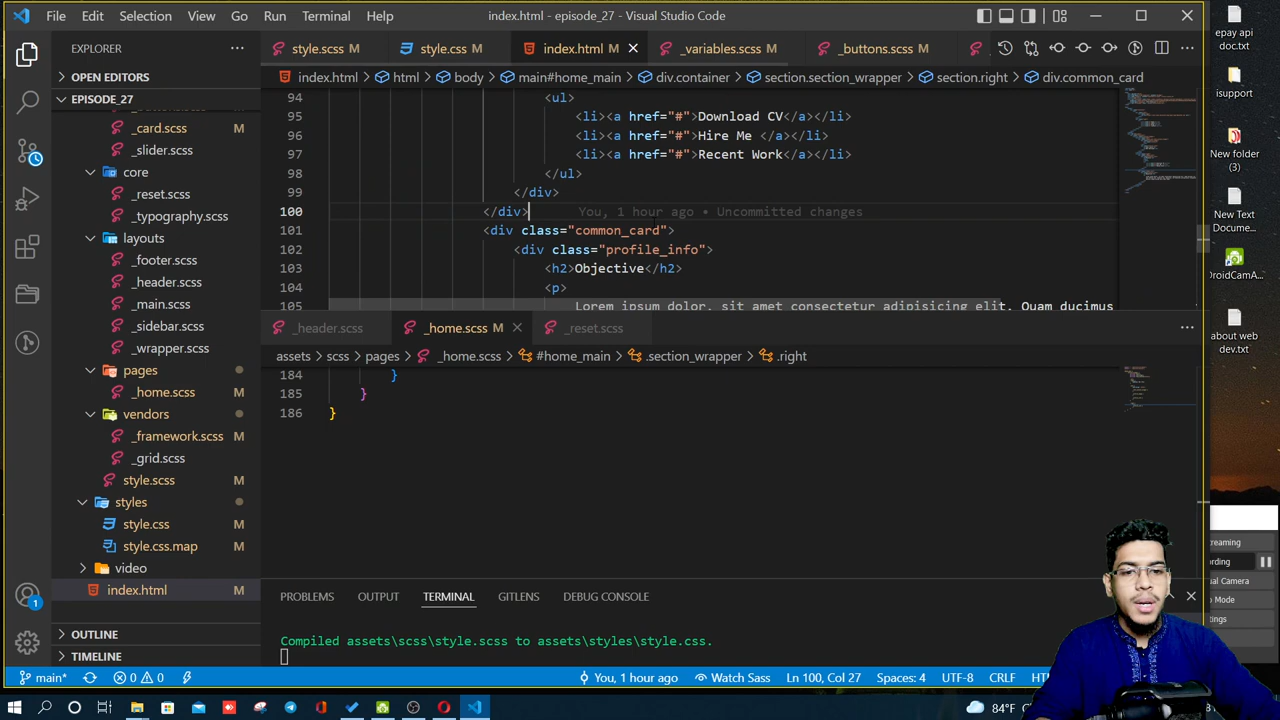 File Edit Selection View Go Run Terminal Help
index.html - episode_27 - Visual Studio Code
EXPLORER
OPEN EDITORS
EPISODE_27
_card.scss M
_slider.scss
core
_reset.scss
_typography.scss
layouts
_footer.scss
_header.scss
_main.scss
_sidebar.scss
_wrapper.scss
pages
_home.scss M
vendors
_framework.scss M
_grid.scss
style.scss M
styles
style.css M
style.css.map M
video
index.html M
OUTLINE
TIMELINE
style.scss M style.css M index.html M _variables.scss M _buttons.scss M
index.html > html > body > main#home_main > div.container > section.section_wrapper > section.right > div.common_card
94 <ul>
95 <li><a href="#">Download CV</a></li>
96 <li><a href="#">Hire Me </a></li>
97 <li><a href="#">Recent Work</a></li>
98 </ul>
99 </div>
100 </div> You, 1 hour ago • Uncommitted changes
101 <div class="common_card">
102 <div class="profile_info">
103 <h2>Objective</h2>
104 <p>
105 Lorem ipsum dolor, sit amet consectetur adipisicing elit. Quam ducimus
_header.scss _home.scss M _reset.scss
assets > scss > pages > _home.scss > #home_main > .section_wrapper > .right
184 }
185 }
186 }
PROBLEMS OUTPUT TERMINAL GITLENS DEBUG CONSOLE
Compiled assets\scss\style.scss to assets\styles\style.css.
main* 0 0 You, 1 hour ago Watch Sass Ln 100, Col 27 Spaces: 4 UTF-8 CRLF
1
epay api
doc.txt
isupport
New folder
(3)
New Text
Docume...
DroidCamA...
about web
dev.txt
84°F